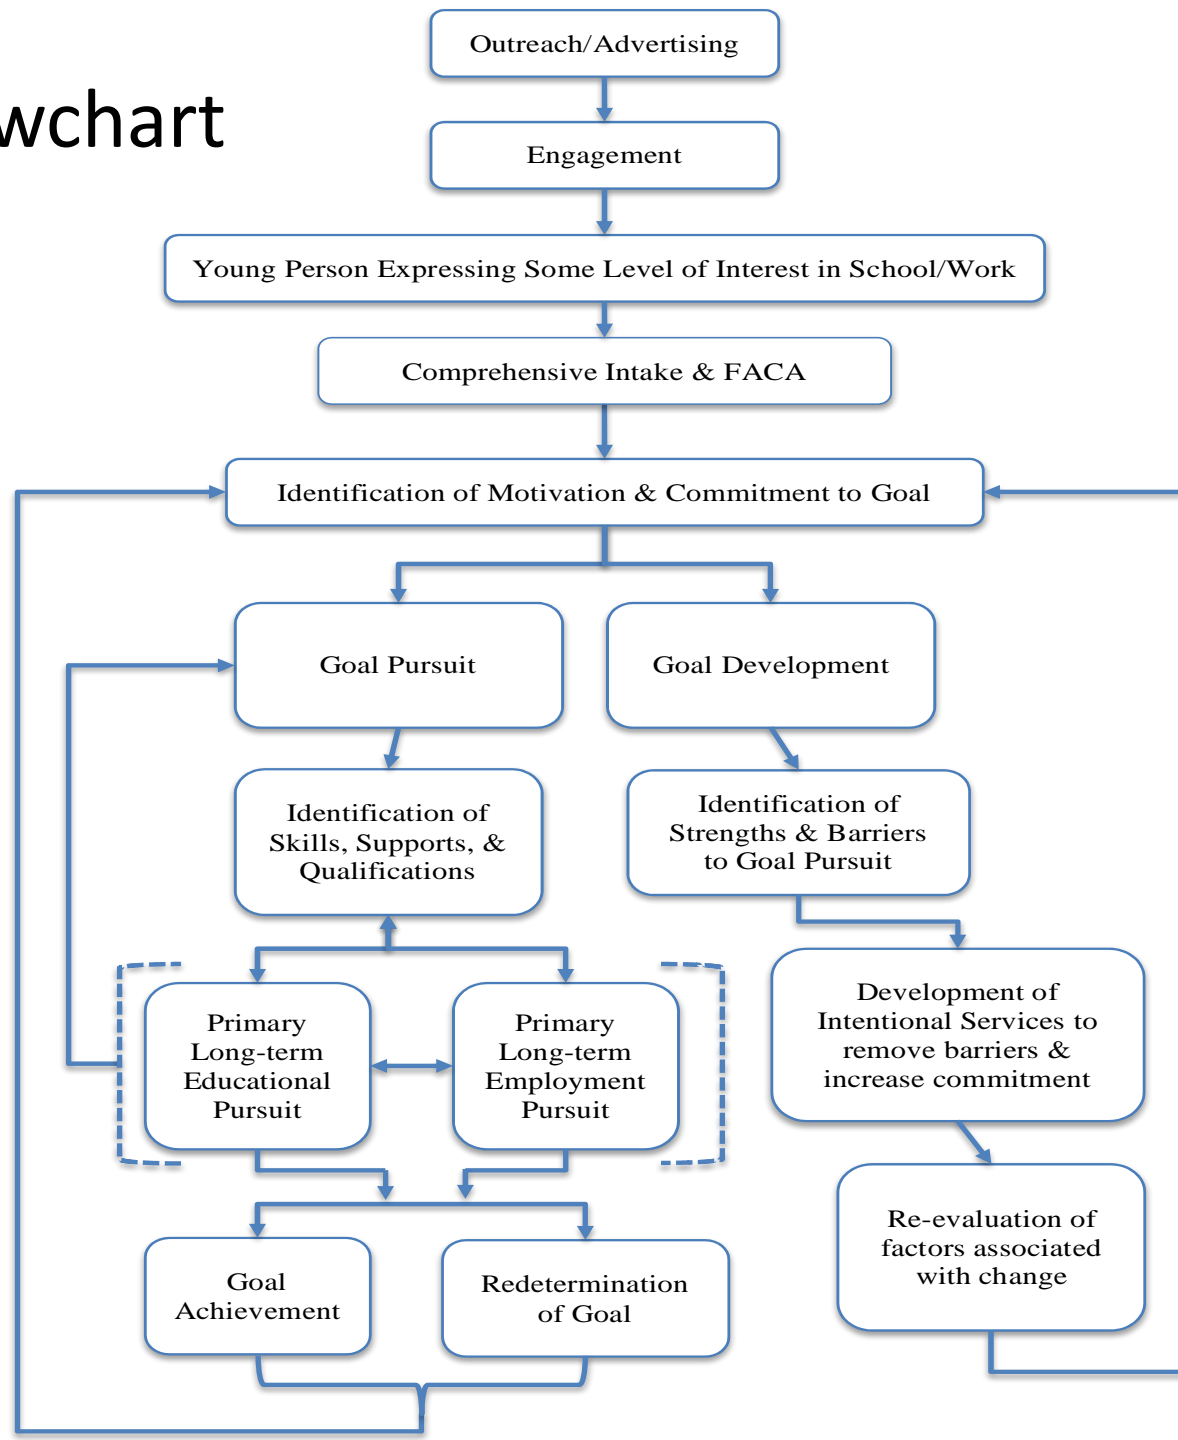 wchart
Outreach/Advertising
Engagement
Young Person Expressing Some Level of Interest in School/Work
Comprehensive Intake & FACA
Identification of Motivation & Commitment to Goal
Goal Pursuit
Goal Development
Identification of
Skills, Supports, &
Qualifications
Identification of
Strengths & Barriers
to Goal Pursuit
Primary
Long-term
Educational
Pursuit
Primary
Long-term
Employment
Pursuit
Development of
Intentional Services to
remove barriers &
increase commitment
Goal
Achievement
Redetermination
of Goal
Re-evaluation of
factors associated
with change